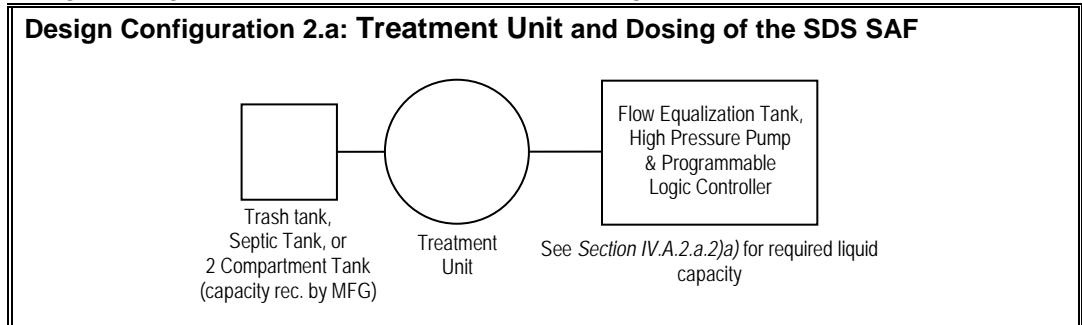 Design Configuration 2.a: Treatment Unit and Dosing of the SDS SAF
Flow Equalization Tank,
High Pressure Pump
& Programmable
Logic Controller
Trash tank,
Septic Tank, or
2 Compartment Tank
(capacity rec. by MFG)
Treatment
Unit
See Section IV.A.2.a.2)a) for required liquid
capacity